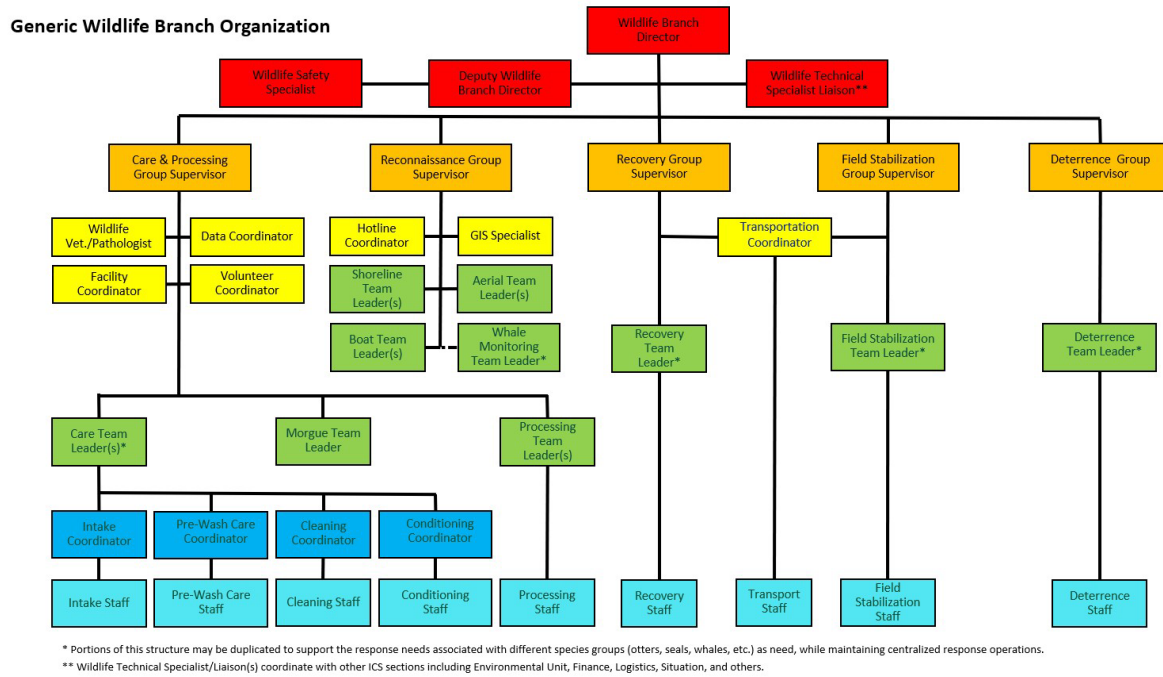 Generic Wildlife Branch Organization
Wildlife Branch
Director
Wildlife Safety
Specialist
Deputy Wildlife
Branch Director
Wildlife Technical
Specialist Liaison**
Care & Processing
Group Supervisor
Reconnaissance Group
Supervisor
Recovery Group
Supervisor
Field Stabilization
Group Supervisor
Deterrence Group
Supervisor
Wildlife
Vet./Pathologist
Data Coordinator
Hotline
Coordinator
GIS Specialist
Transportation
Coordinator
Facility
Coordinator
Volunteer
Coordinator
Shoreline
Team
Leader(s)
Aerial Team
Leader(s)
Boat Team
Leader(s)
Whale
Monitoring
Team Leader*
Recovery
Team
Leader*
Field Stabilization
Team Leader*
Deterrence
Team Leader*
Care Team
Leader(s)*
Morgue Team
Leader
Processing
Team
Leader(s)
Intake
Coordinator
Pre-Wash Care
Coordinator
Cleaning
Coordinator
Conditioning
Coordinator
Intake Staff
Pre-Wash Care
Staff
Cleaning Staff
Conditioning
Staff
Processing Staff
Recovery
Staff
Transport
Staff
Field
Stabilization Staff
Deterrence
Staff
* Portions of this structure may be duplicated to support the response needs associated with different species groups (otters, seals, whales, etc.) as need, while maintaining centralized response operations.
** Wildlife Technical Specialist/Liaison(s) coordinate with other ICS sections including Environmental Unit, Finance, Logistics, Situation, and others.